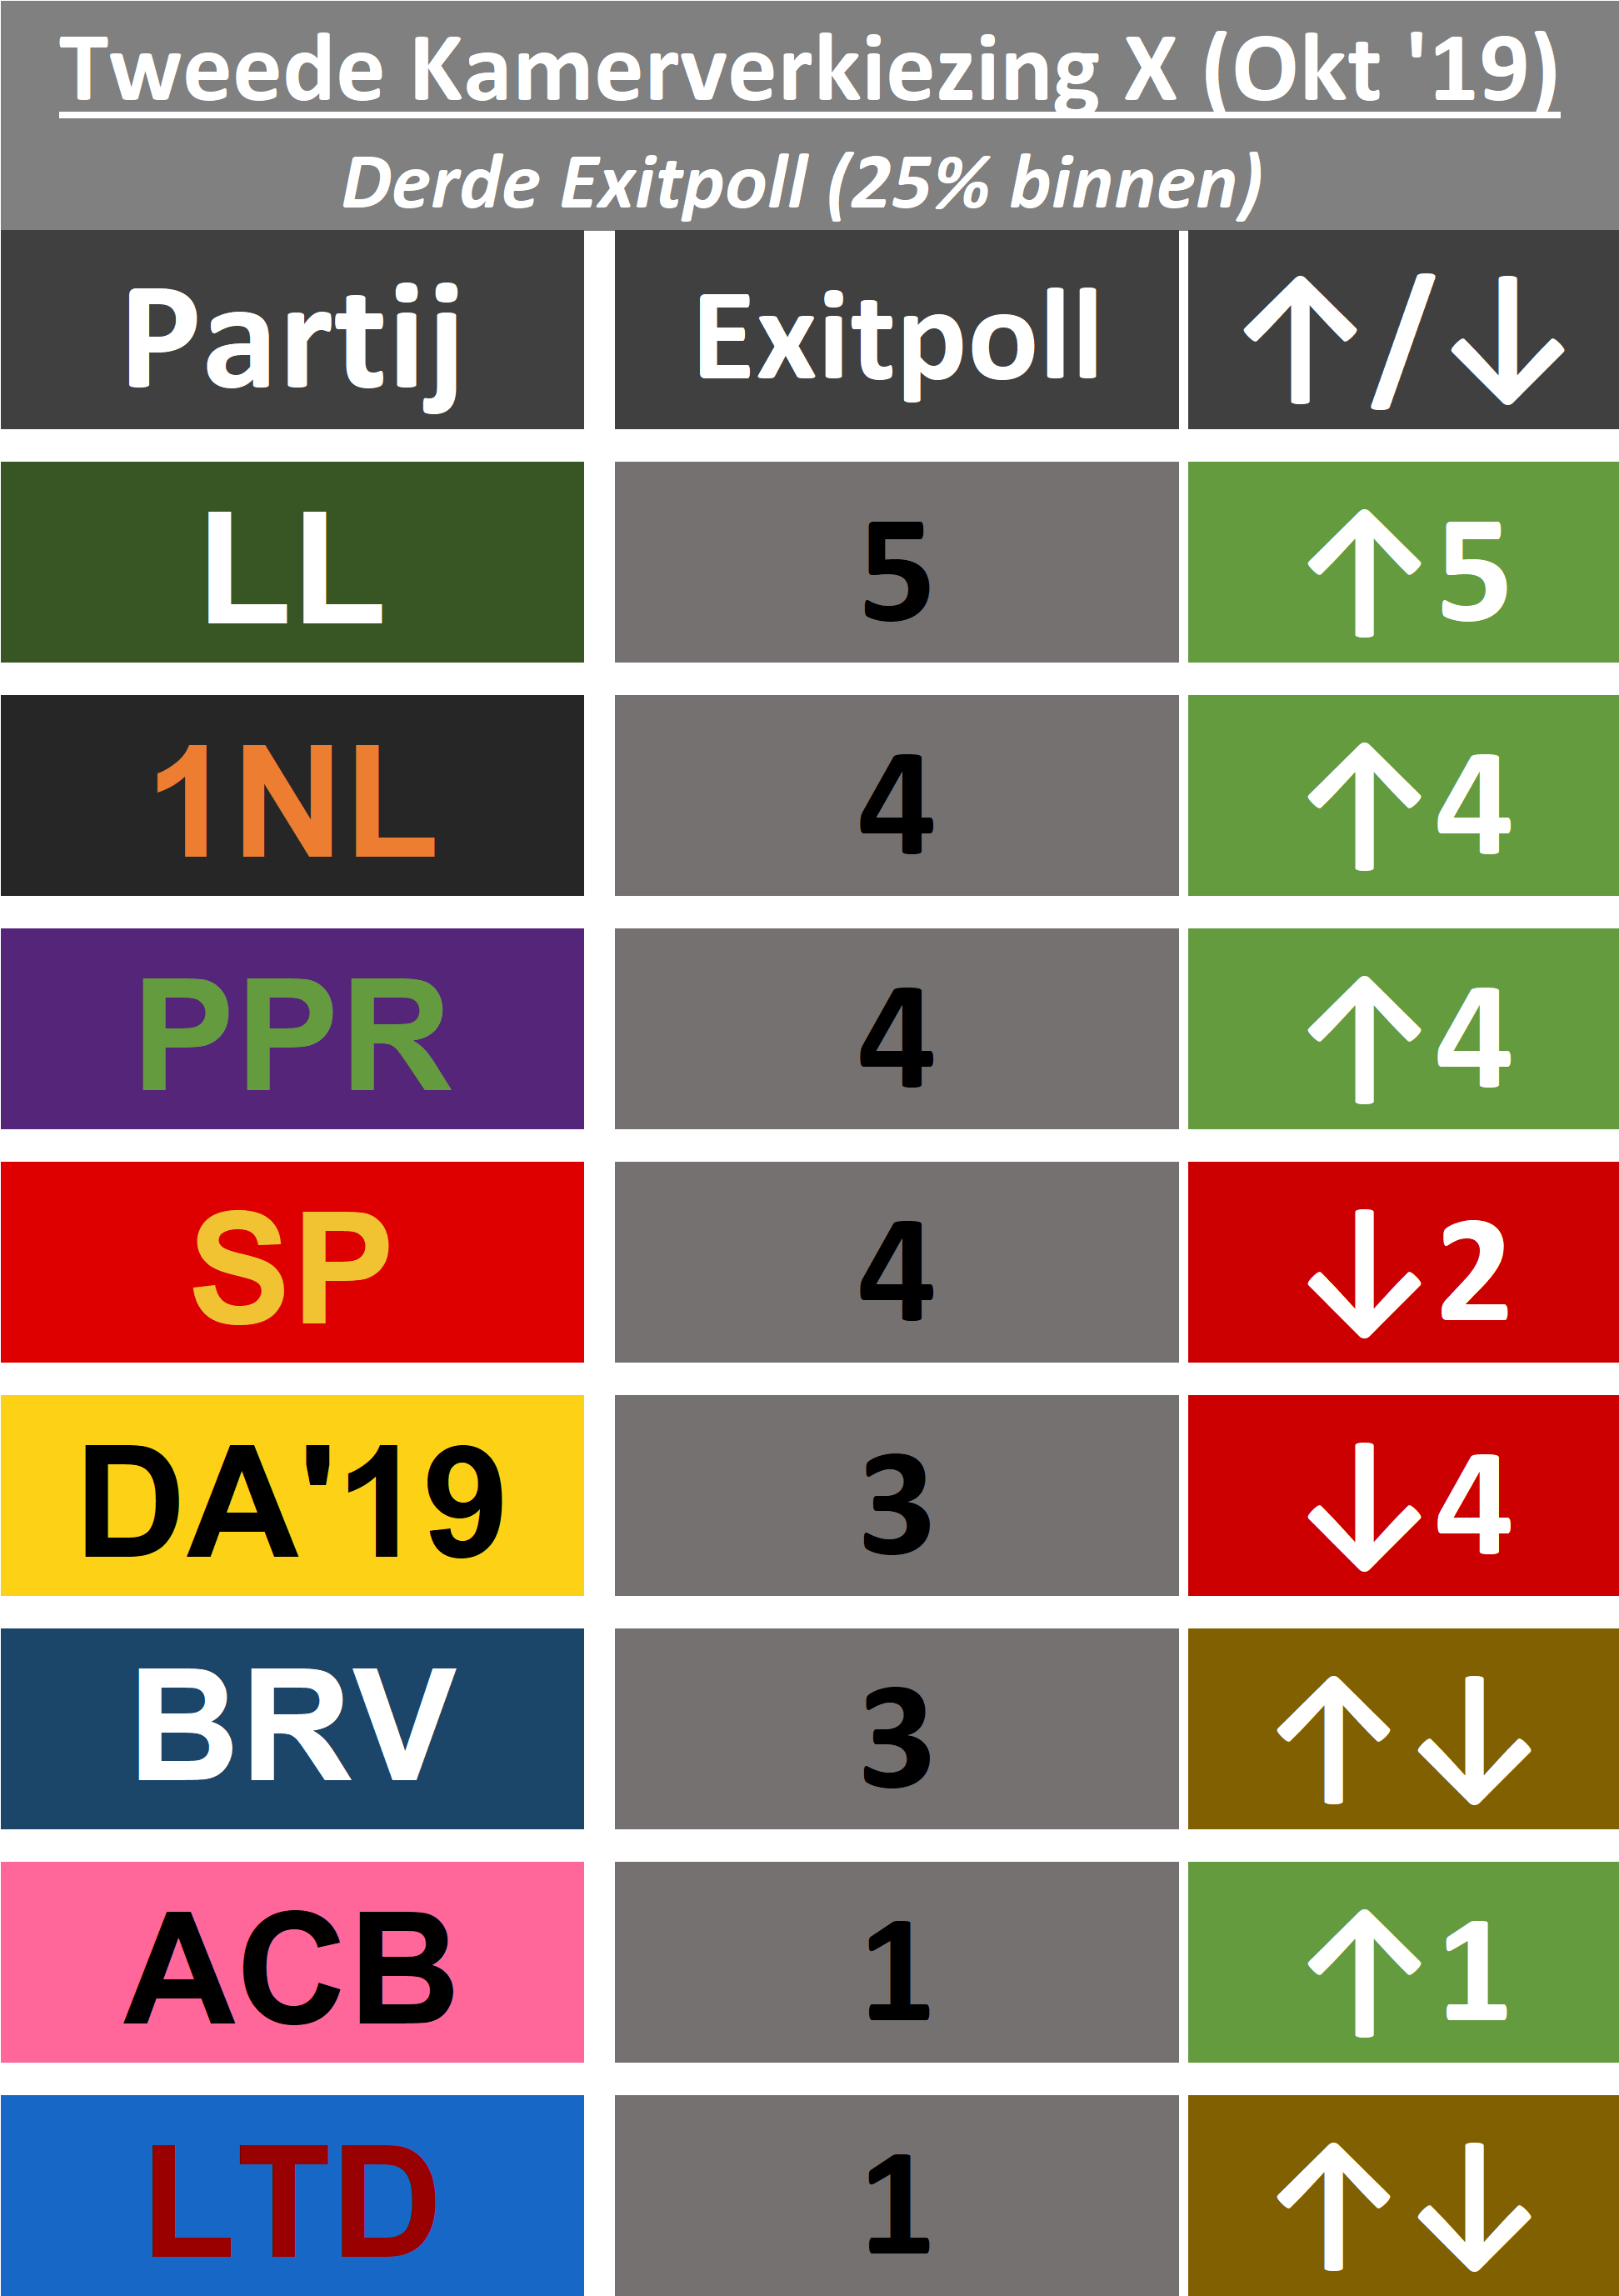 Tweede Kamerverkiezing X (Okt '19)
Derde Exitpoll (25% binnen)
Partij Exitpoll ↑/↓
LL 5 ↑5
1NL 4 ↑4
PPR 4 ↑4
SP 4 ↓2
DA'19 3 ↓4
BRV 3 ↑↓
ACB 1 ↑1
LTD 1 ↑↓